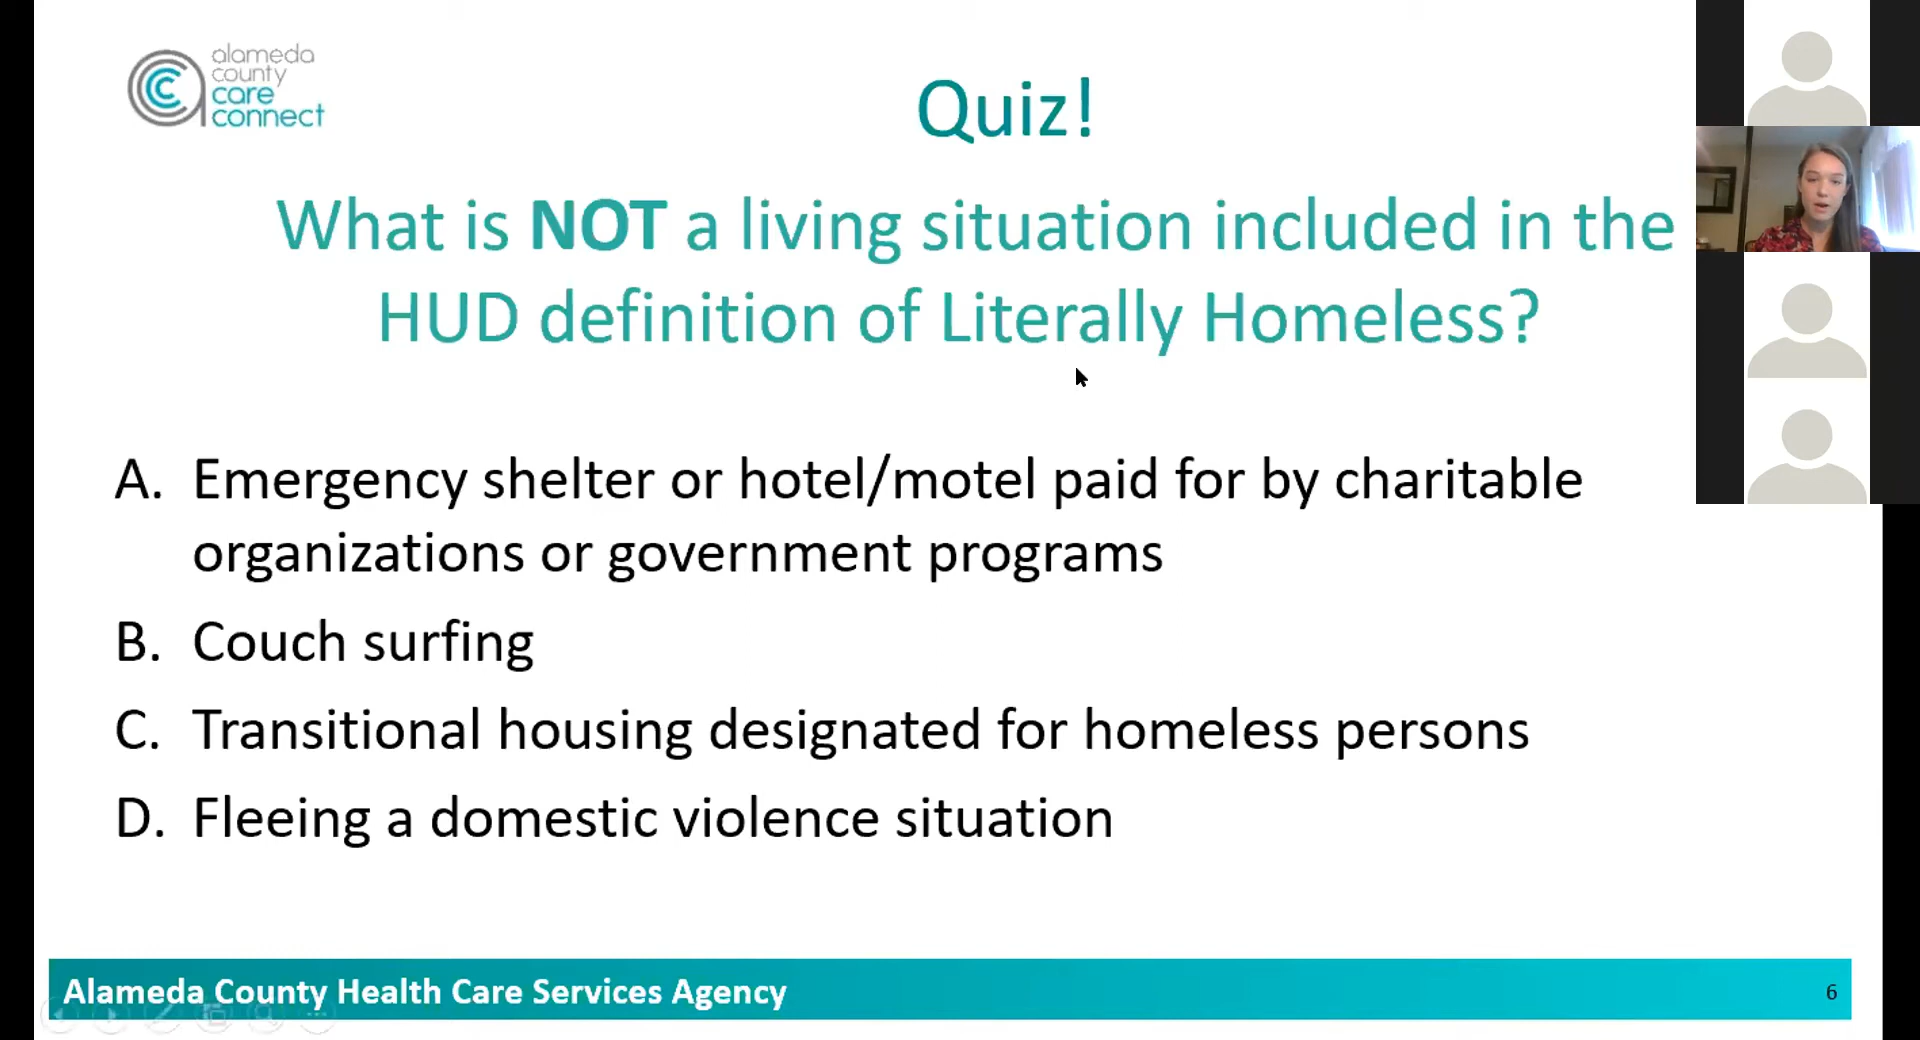 alameda
county
care
connect
Quiz!
What is NOT a living situation included in the
HUD definition of Literally Homeless?
A. Emergency shelter or hotel/motel paid for by charitable
organizations or government programs
B. Couch surfing
C. Transitional housing designated for homeless persons
D. Fleeing a domestic violence situation
Alameda County Health Care Services Agency
6